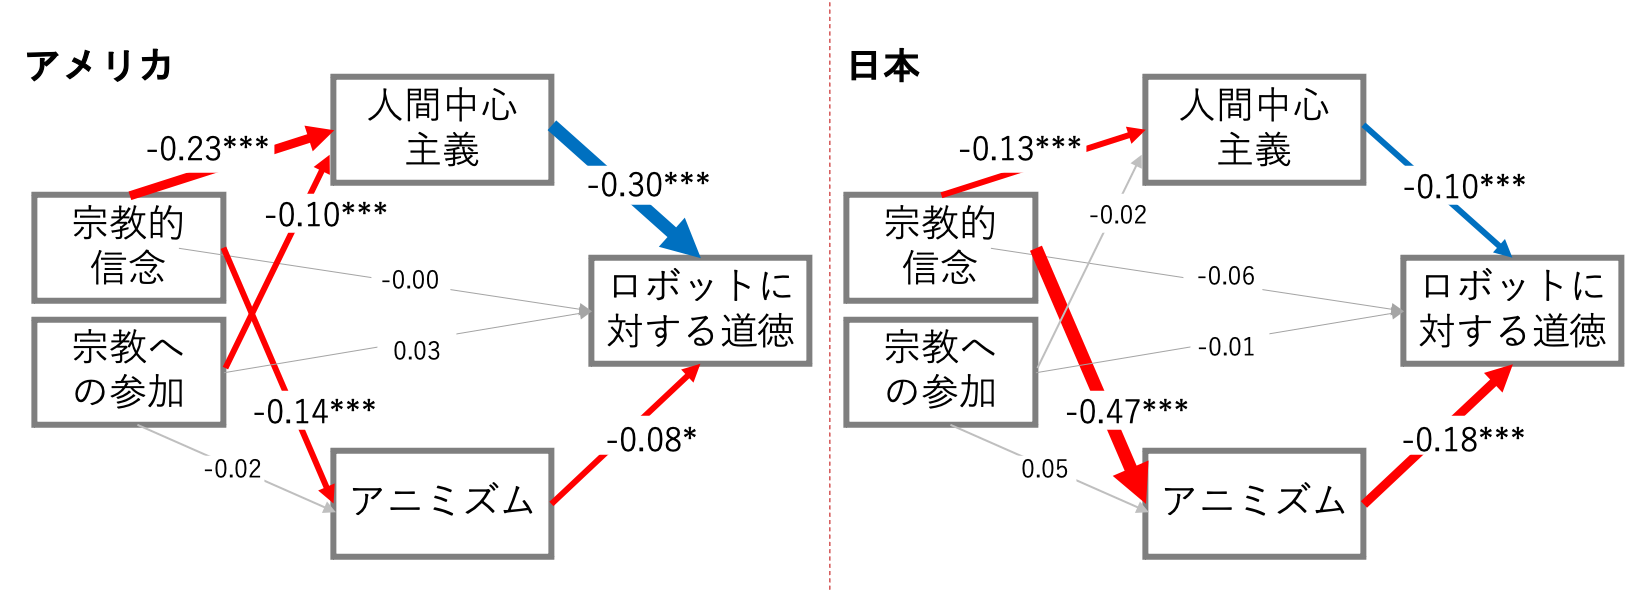 アメリカ
人間中心
主義
-0.23***
-0.30***
宗教的
信念
-0.10***
-0.00
ロボットに
対する道徳
宗教へ
の参加
0.03
-0.14***
-0.08*
-0.02
アニミズム
日本
人間中心
主義
-0.13***
-0.10***
宗教的
信念
-0.02
-0.06
ロボットに
対する道徳
宗教へ
の参加
-0.01
-0.47***
-0.18***
0.05
アニミズム